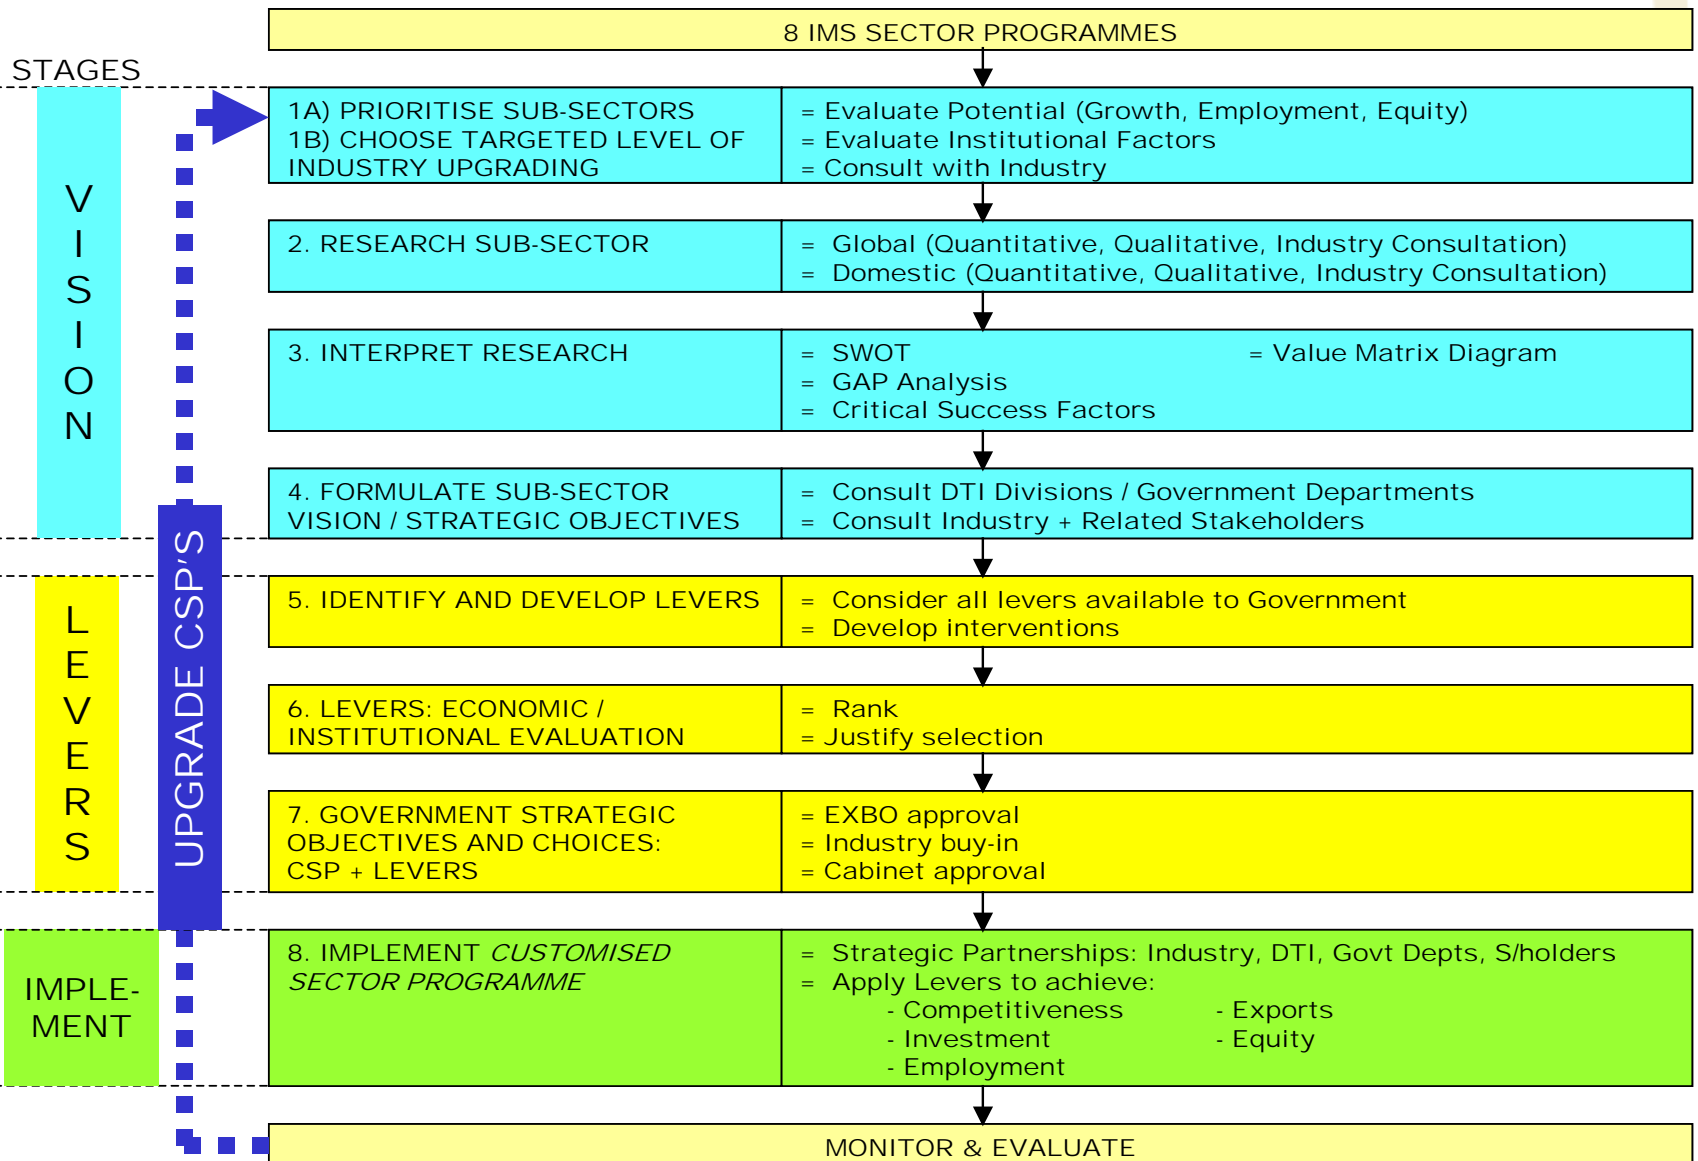 8 IMS SECTOR PROGRAMMES
STAGES
VISION
1A) PRIORITISE SUB-SECTORS
1B) CHOOSE TARGETED LEVEL OF
INDUSTRY UPGRADING
= Evaluate Potential (Growth, Employment, Equity)
= Evaluate Institutional Factors
= Consult with Industry
2. RESEARCH SUB-SECTOR
= Global (Quantitative, Qualitative, Industry Consultation)
= Domestic (Quantitative, Qualitative, Industry Consultation)
3. INTERPRET RESEARCH
= SWOT = Value Matrix Diagram
= GAP Analysis
= Critical Success Factors
4. FORMULATE SUB-SECTOR
VISION / STRATEGIC OBJECTIVES
= Consult DTI Divisions / Government Departments
= Consult Industry + Related Stakeholders
UPGRADE CSP'S
LEVERS
5. IDENTIFY AND DEVELOP LEVERS
= Consider all levers available to Government
= Develop interventions
6. LEVERS: ECONOMIC /
INSTITUTIONAL EVALUATION
= Rank
= Justify selection
7. GOVERNMENT STRATEGIC
OBJECTIVES AND CHOICES:
CSP + LEVERS
= EXBO approval
= Industry buy-in
= Cabinet approval
IMPLE-
MENT
8. IMPLEMENT CUSTOMISED
SECTOR PROGRAMME
= Strategic Partnerships: Industry, DTI, Govt Depts, S/holders
= Apply Levers to achieve:
- Competitiveness - Exports
- Investment - Equity
- Employment
MONITOR & EVALUATE